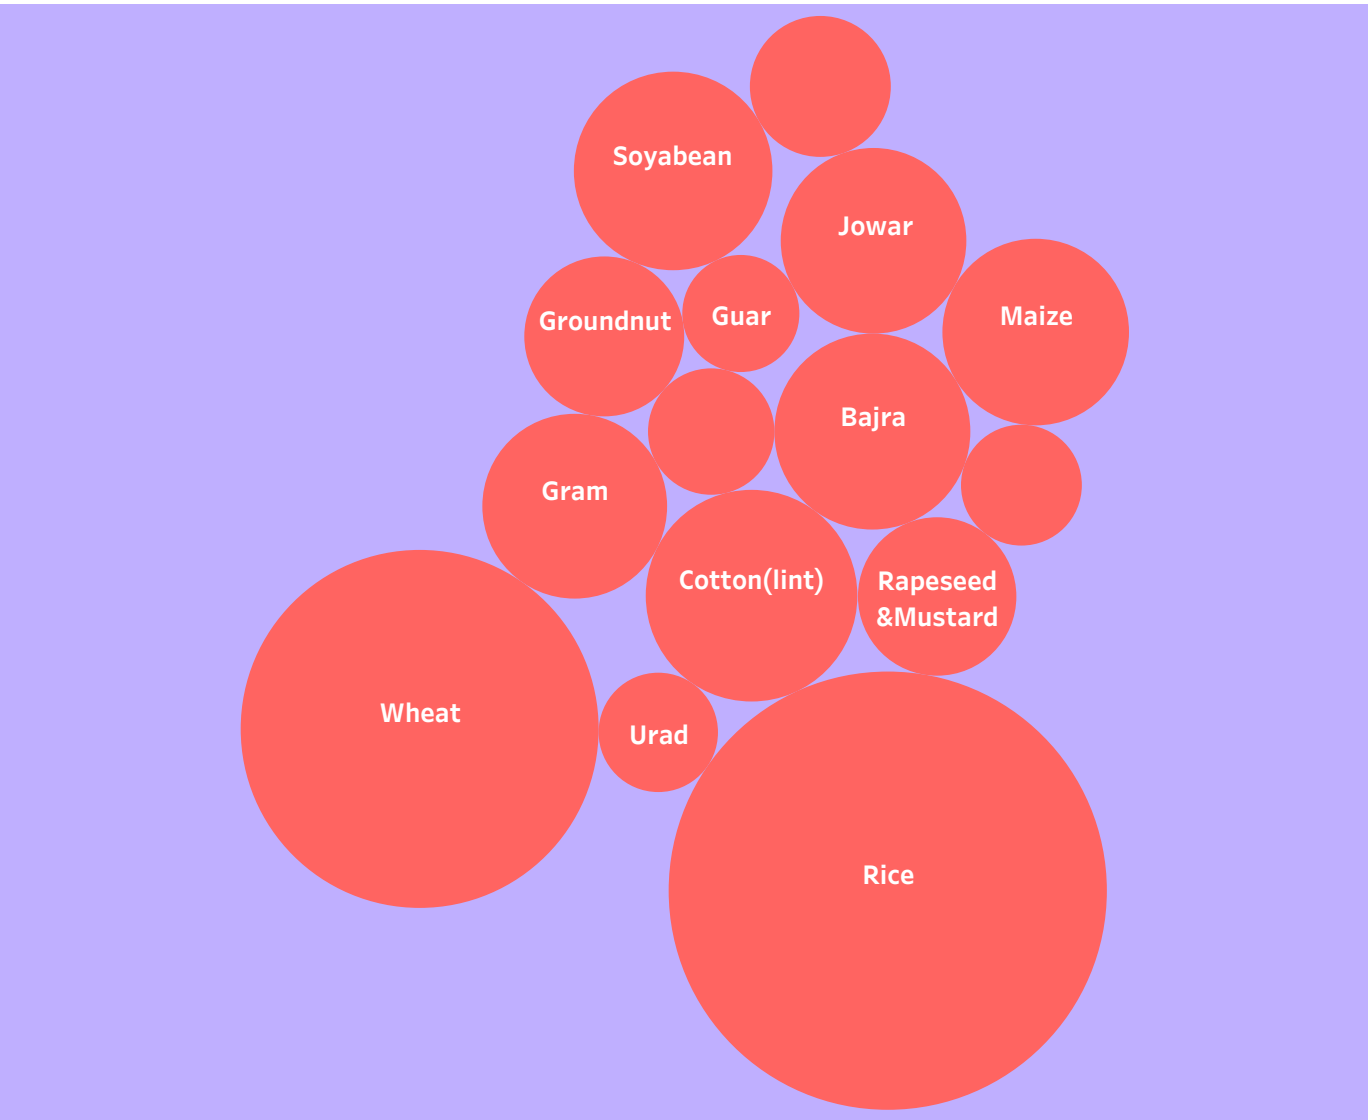 Soyabean
Jowar
Maize
Groundnut
Guar
Bajra
Gram
Cotton(lint)
Rapeseed
&Mustard
Wheat
Urad
Rice